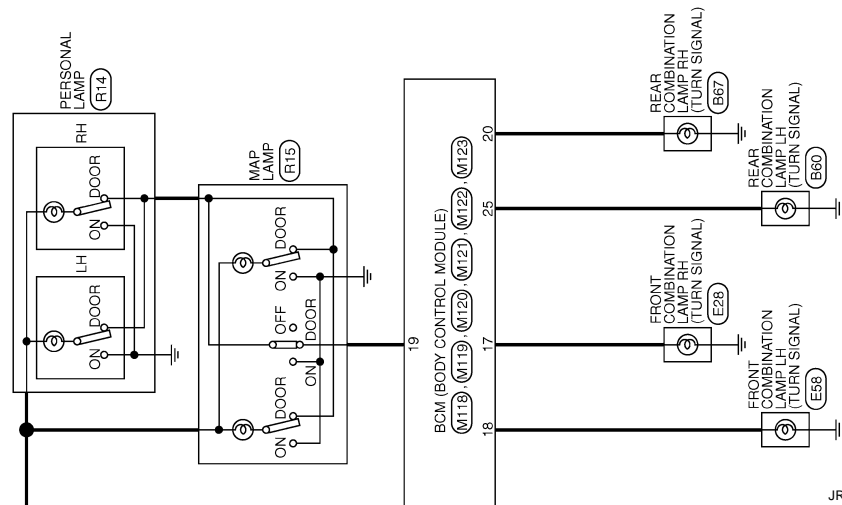 PERSONAL
LAMP
R14
RH
DOOR
ON
LH
DOOR
ON
MAP
LAMP
R15
DOOR
ON
OFF
DOOR
ON
DOOR
ON
19
BCM (BODY CONTROL MODULE)
M118 , M119 , M120 , M121 , M122 , M123
20
25
17
18
REAR
COMBINATION
LAMP RH
(TURN SIGNAL)
B67
REAR
COMBINATION
LAMP LH
(TURN SIGNAL)
B60
FRONT
COMBINATION
LAMP RH
(TURN SIGNAL)
E28
FRONT
COMBINATION
LAMP LH
(TURN SIGNAL)
E58
JR